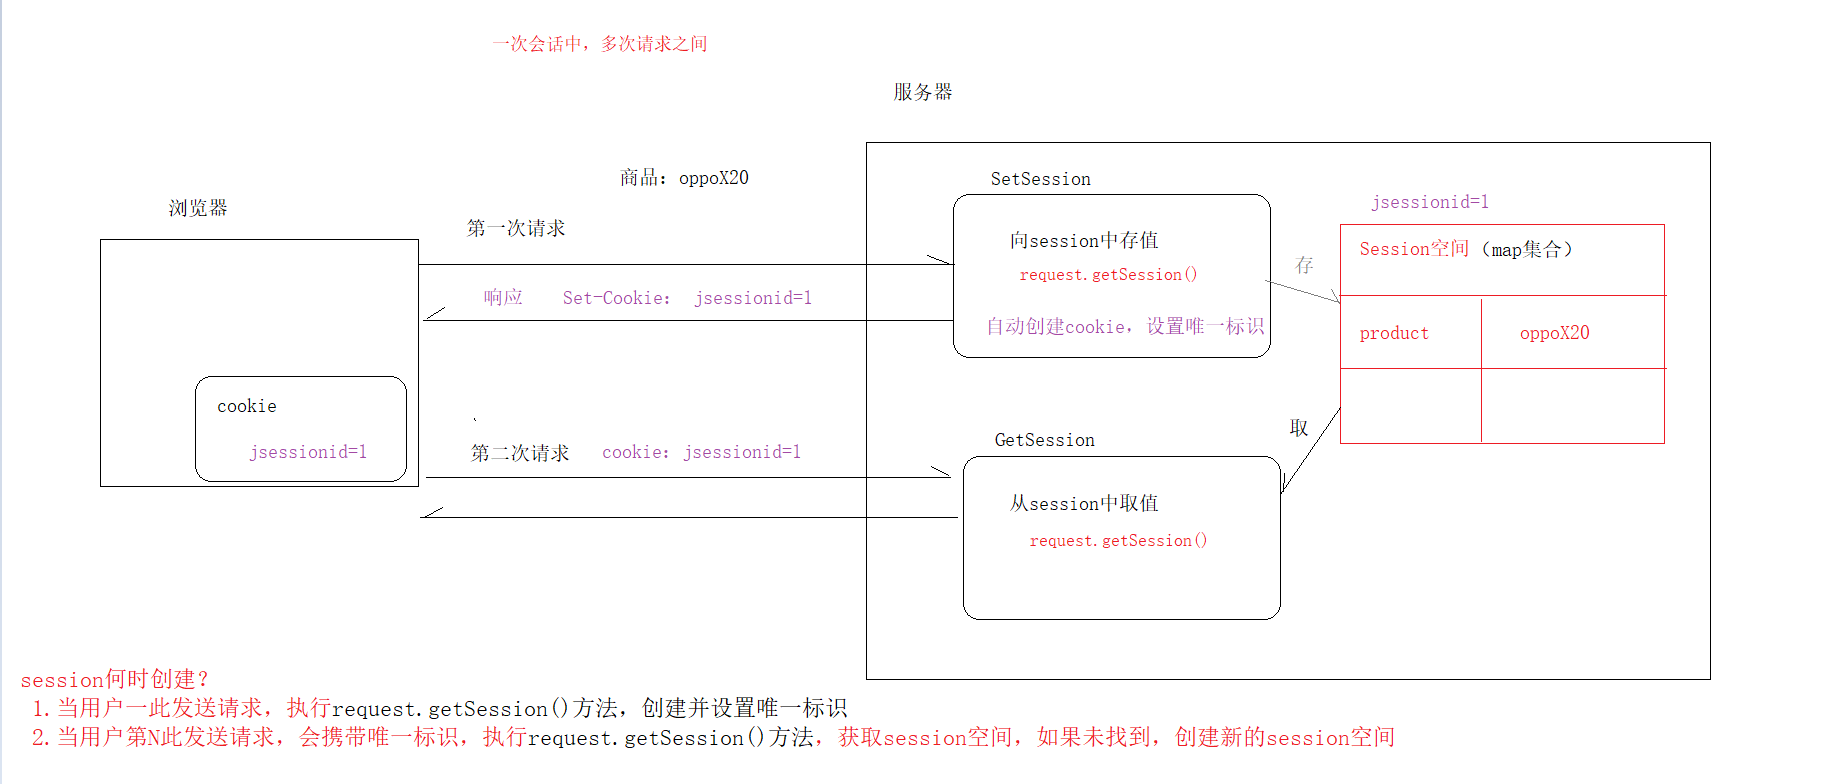 一次会话中，多次请求之间
服务器
商品：oppoX20
SetSession
jsessionid=1
浏览器
第一次请求
向session中存值
Session空间（map集合）
request.getSession()
存
响应 Set-Cookie： jsessionid=1
自动创建cookie，设置唯一标识
product oppoX20
cookie
jsessionid=1
第二次请求 cookie：jsessionid=1
取
GetSession
从session中取值
request.getSession()
session何时创建？
1.当用户一此发送请求，执行request.getSession()方法，创建并设置唯一标识
2.当用户第N此发送请求，会携带唯一标识，执行request.getSession()方法，获取session空间，如果未找到，创建新的session空间